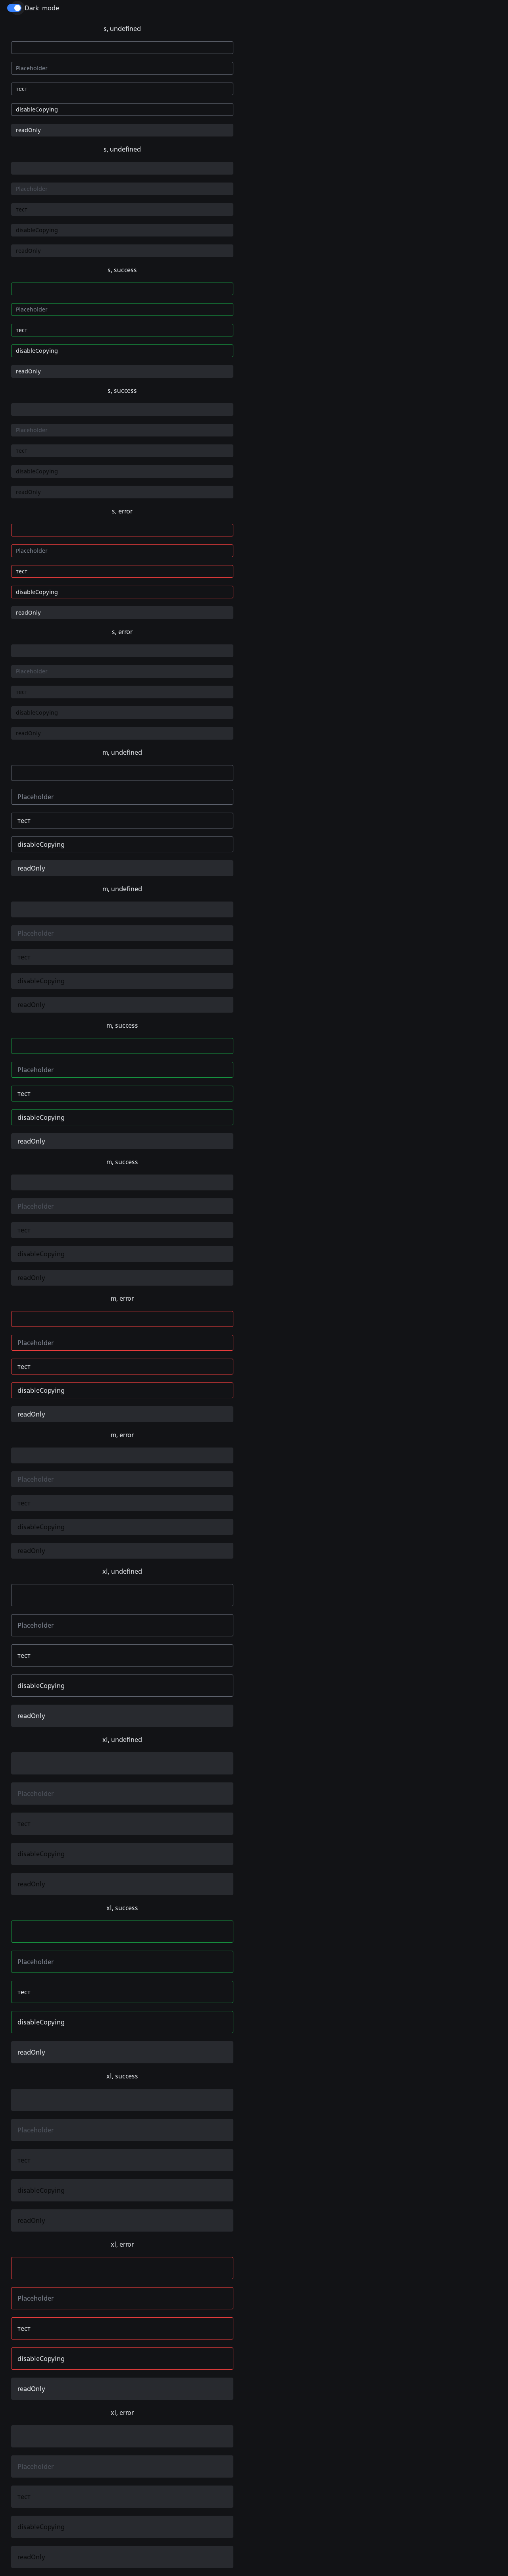 Dark_mode
s, undefined
Placeholder
тест
disableCopying
readOnly
s, undefined
Placeholder
тест
disableCopying
readOnly
s, success
Placeholder
тест
disableCopying
readOnly
s, success
Placeholder
тест
disableCopying
readOnly
s, error
Placeholder
тест
disableCopying
readOnly
s, error
Placeholder
тест
disableCopying
readOnly
m, undefined
Placeholder
тест
disableCopying
readOnly
m, undefined
Placeholder
тест
disableCopying
readOnly
m, success
Placeholder
тест
disableCopying
readOnly
m, success
Placeholder
тест
disableCopying
readOnly
m, error
Placeholder
тест
disableCopying
readOnly
m, error
Placeholder
тест
disableCopying
readOnly
xl, undefined
Placeholder
тест
disableCopying
readOnly
xl, undefined
Placeholder
тест
disableCopying
readOnly
xl, success
Placeholder
тест
disableCopying
readOnly
xl, success
Placeholder
тест
disableCopying
readOnly
xl, error
Placeholder
тест
disableCopying
readOnly
xl, error
Placeholder
тест
disableCopying
readOnly